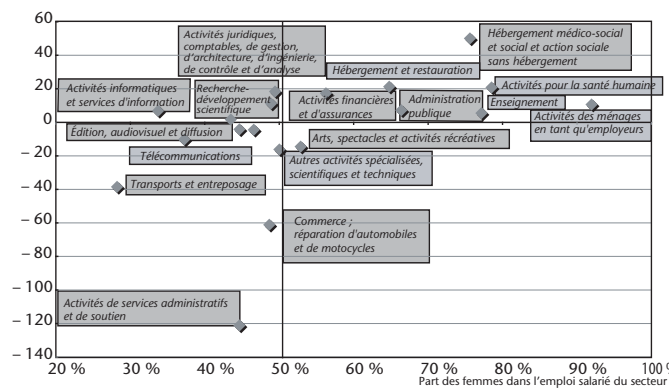 60
40
20
0
– 20
– 40
– 60
– 80
– 100
– 120
– 140
Activités juridiques,
comptables, de gestion,
d'architecture, d'ingénierie,
de contrôle et d'analyse
Hébergement médico-social
et social et action sociale
sans hébergement
Hébergement et restauration
Activités informatiques
et services d'information
Recherche-
développement
scientifique
Activités financières
et d'assurances
Administration
publique
Activités pour la santé humaine
Enseignement
Activités des ménages
en tant qu'employeurs
Édition, audiovisuel et diffusion
Arts, spectacles et activités récréatives
Télécommunications
Autres activités spécialisées,
scientifiques et techniques
Transports et entreposage
Commerce ;
réparation d'automobiles
et de motocycles
Activités de services administratifs
et de soutien
20 % 30 % 40 % 50 % 60 % 70 % 80 % 90 % 100 %
Part des femmes dans l'emploi salarié du secteur